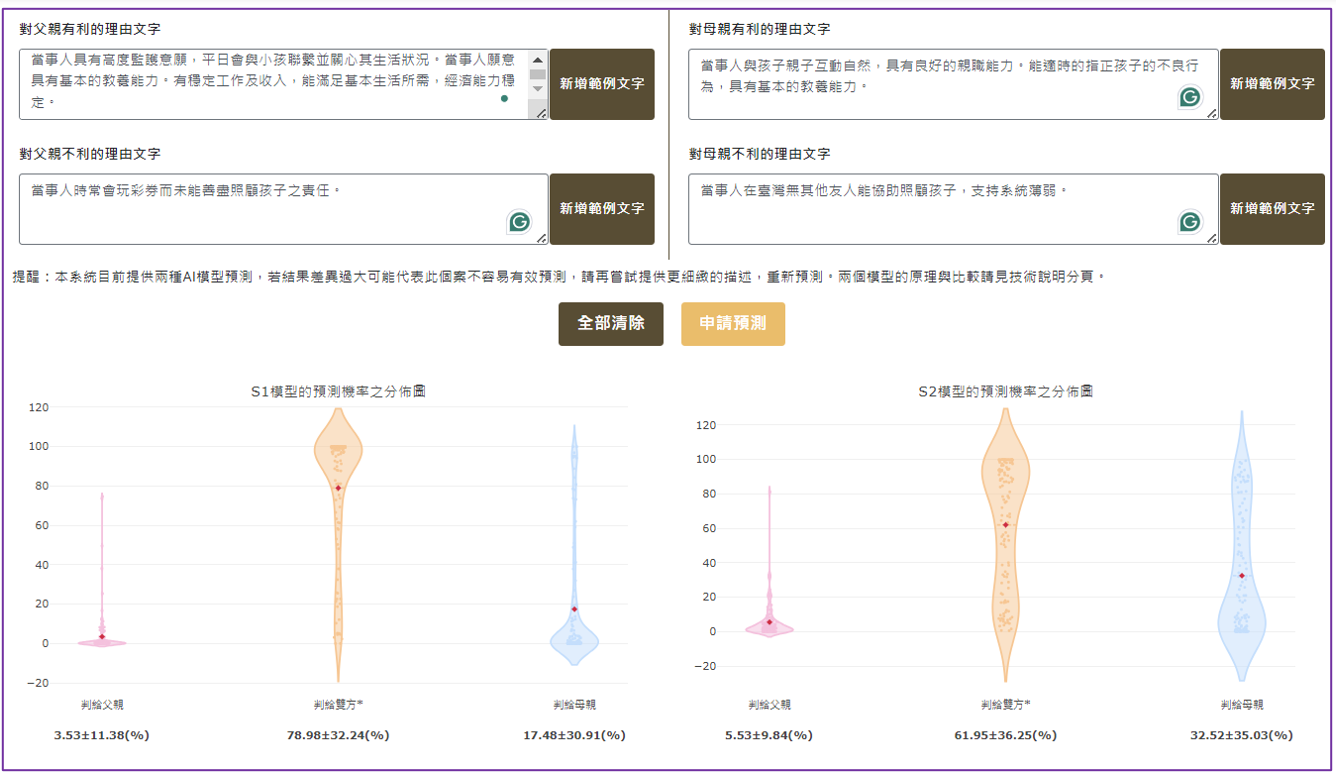 對父親有利的理由文字
當事人具有高度監護意願，平日會與小孩聯繫並關心其生活狀況。當事人願意
具有基本的教養能力。有穩定工作及收入，能滿足基本生活所需，經濟能力穩
定。
新增範例文字
對母親有利的理由文字
當事人與孩子親子互動自然，具有良好的親職能力。能適時的指正孩子的不良行
為，具有基本的教養能力。
新增範例文字
對父親不利的理由文字
當事人時常會玩彩券而未能善盡照顧孩子之責任。
新增範例文字
對母親不利的理由文字
當事人在臺灣無其他友人能協助照顧孩子，支持系統薄弱。
新增範例文字
提醒：本系統目前提供兩種AI模型預測，若結果差異過大可能代表此個案不容易有效預測，請再嘗試提供更細緻的描述，重新預測。兩個模型的原理與比較請見技術說明分頁。
全部清除
申請預測
S1模型的預測機率之分佈圖
120
100
80
60
40
20
0
−20
判給父親
判給雙方*
判給母親
3.53±11.38(%)
78.98±32.24(%)
17.48±30.91(%)
S2模型的預測機率之分佈圖
120
100
80
60
40
20
0
−20
判給父親
判給雙方*
判給母親
5.53±9.84(%)
61.95±36.25(%)
32.52±35.03(%)